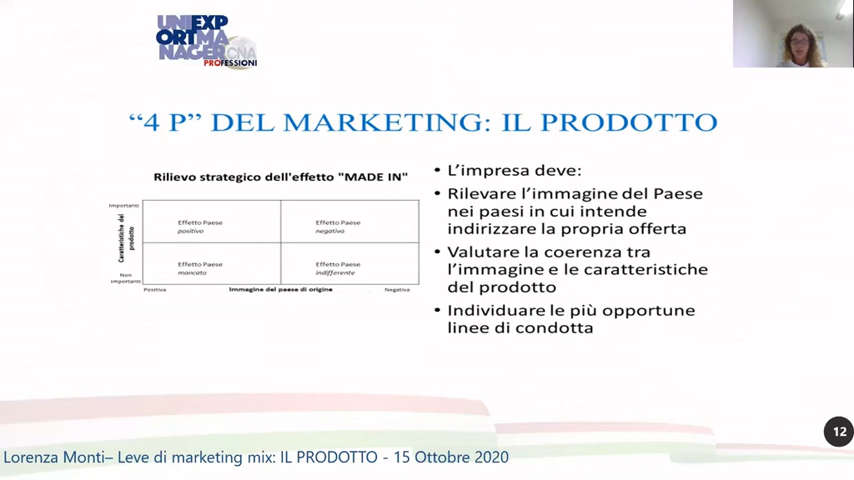 UNIEXP
ORTMA
NAGERCNA
PROFESSIONI
“4 P” DEL MARKETING: IL PRODOTTO
Rilievo strategico dell'effetto "MADE IN"
Importanti
Caratteristiche del
prodotto
Non
importanti
Effetto Paese
positivo
Effetto Paese
negativo
Effetto Paese
mancato
Effetto Paese
indifferente
Positiva
Immagine del paese di origine
Negativa
• L’impresa deve:
• Rilevare l’immagine del Paese
nei paesi in cui intende
indirizzare la propria offerta
• Valutare la coerenza tra
l’immagine e le caratteristiche
del prodotto
• Individuare le più opportune
linee di condotta
12
Lorenza Monti– Leve di marketing mix: IL PRODOTTO - 15 Ottobre 2020